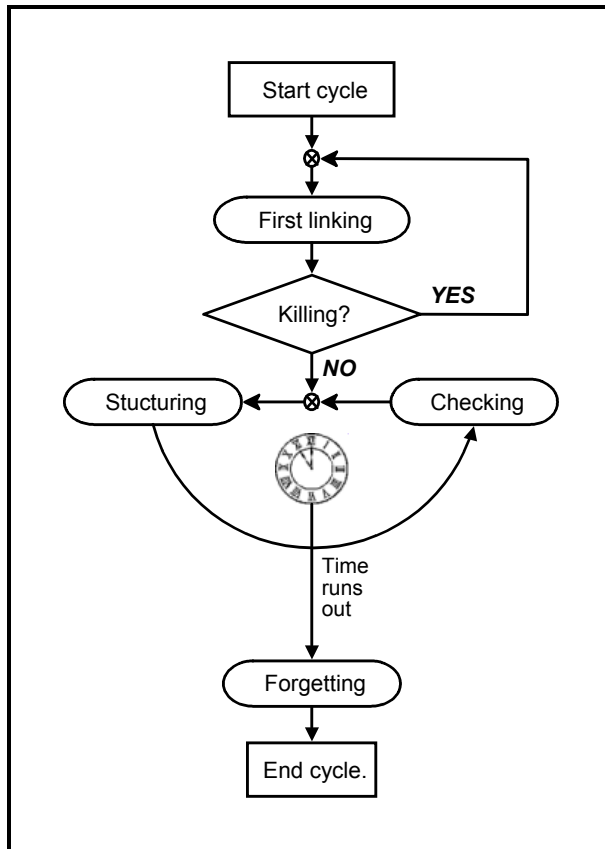 Start cycle
First linking
Killing?
YES
NO
Stucturing
Checking
Time
runs
out
Forgetting
End cycle.